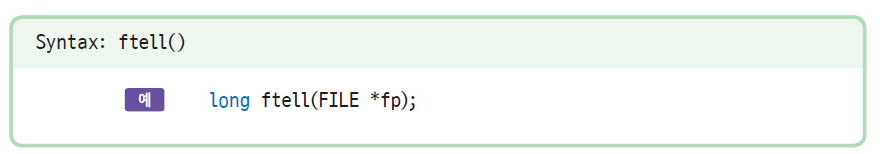 Syntax: ftell()
예 long ftell(FILE *fp);